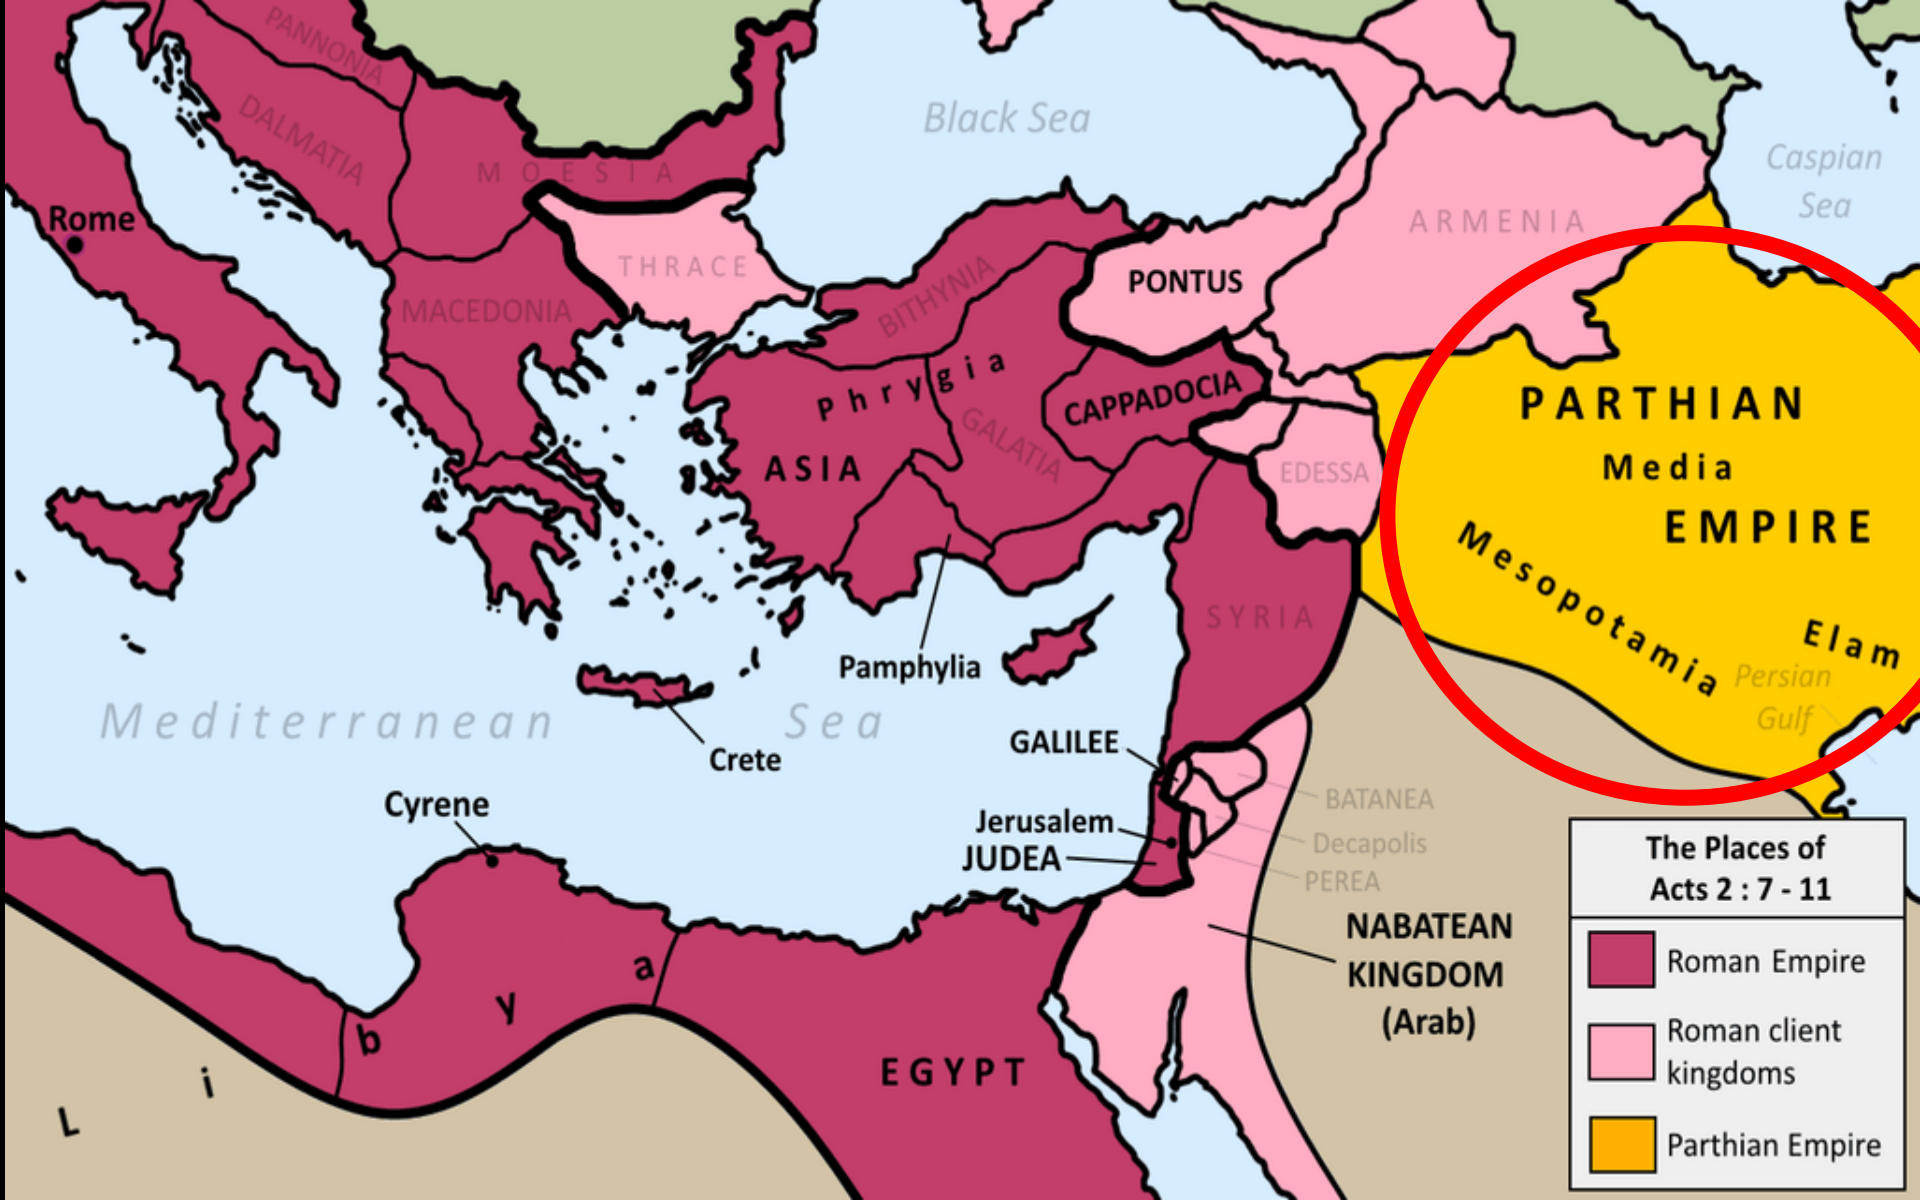 PANNONIA
DALMATIA
MOESIA
Black Sea
Caspian
Sea
Rome
THRACE
ARMENIA
MACEDONIA
BITHYNIA
PONTUS
Phrygia
CAPPADOCIA
GALATIA
ASIA
EDESSA
PARTHIAN
Media
EMPIRE
Mesopotamia
Elam
Persian
Gulf
SYRIA
Pamphylia
Mediterranean Sea
Crete
GALILEE
Cyrene
Jerusalem
JUDEA
BATANEA
Decapolis
PEREA
NABATEAN
KINGDOM
(Arab)
Libya
EGYPT
The Places of
Acts 2 : 7 - 11
Roman Empire
Roman client
kingdoms
Parthian Empire